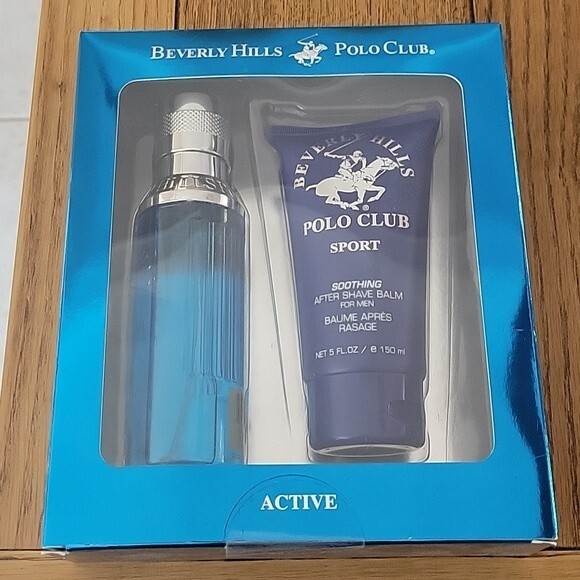 BEVERLY HILLS POLO CLUB®
BEVERLY HILLS
POLO CLUB®
SPORT
SOOTHING
AFTER SHAVE BALM
FOR MEN
BAUME APRÈS
RASAGE
NET 5 FL.OZ / e 150 ml
ACTIVE